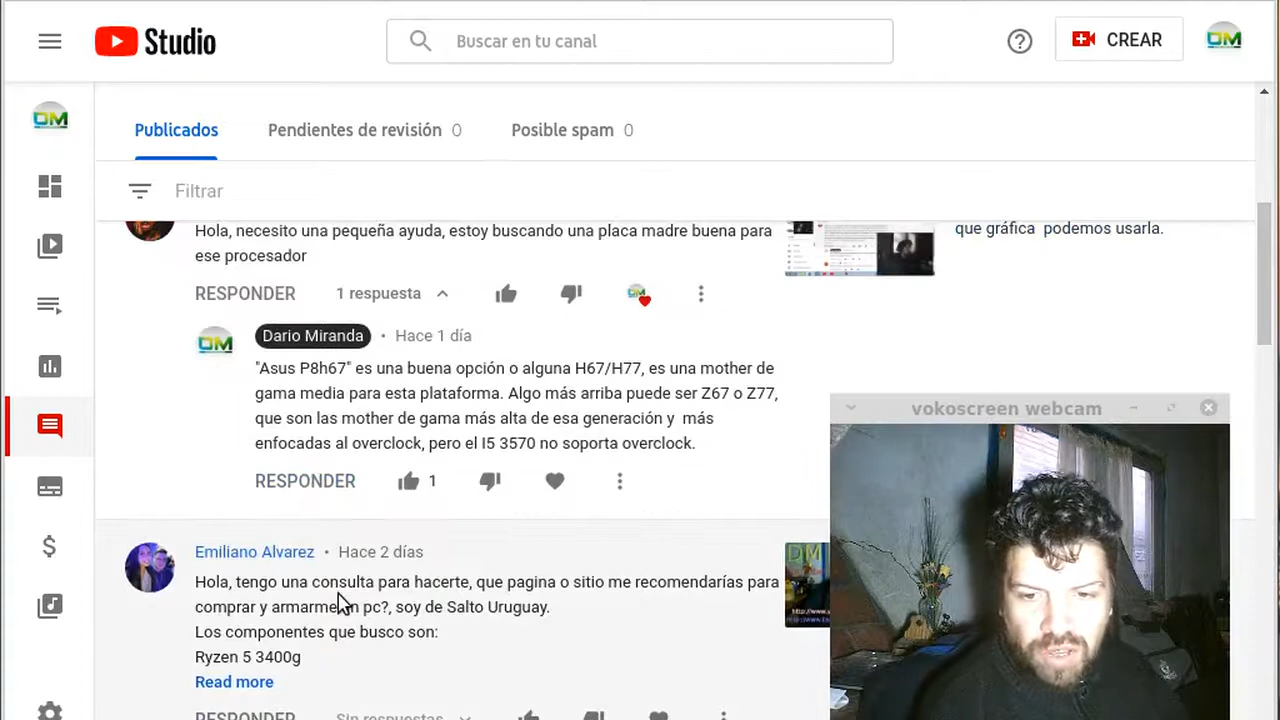 Studio
Buscar en tu canal
CREAR
DM
DM
Publicados
Pendientes de revisión 0
Posible spam 0
Filtrar
Hola, necesito una pequeña ayuda, estoy buscando una placa madre buena para
ese procesador
que gráfica podemos usarla.
RESPONDER
1 respuesta
DM
Dario Miranda • Hace 1 día
"Asus P8h67" es una buena opción o alguna H67/H77, es una mother de
gama media para esta plataforma. Algo más arriba puede ser Z67 o Z77,
que son las mother de gama más alta de esa generación y más
enfocadas al overclock, pero el I5 3570 no soporta overclock.
RESPONDER
1
vokoscreen webcam
Emiliano Alvarez • Hace 2 días
Hola, tengo una consulta para hacerte, que pagina o sitio me recomendarías para
comprar y armarme pc?, soy de Salto Uruguay.
Los componentes que busco son:
Ryzen 5 3400g
Read more
RESPONDER
Sin respuestas
DM